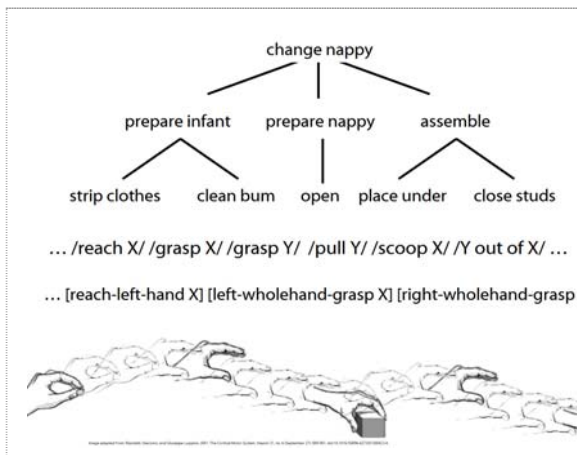 change nappy
prepare infant prepare nappy assemble
strip clothes clean bum open place under close studs
... /reach X/ /grasp X/ /grasp Y/ /pull Y/ /scoop X/ /Y out of X/ ...
... [reach-left-hand X] [left-wholehand-grasp X] [right-wholehand-grasp